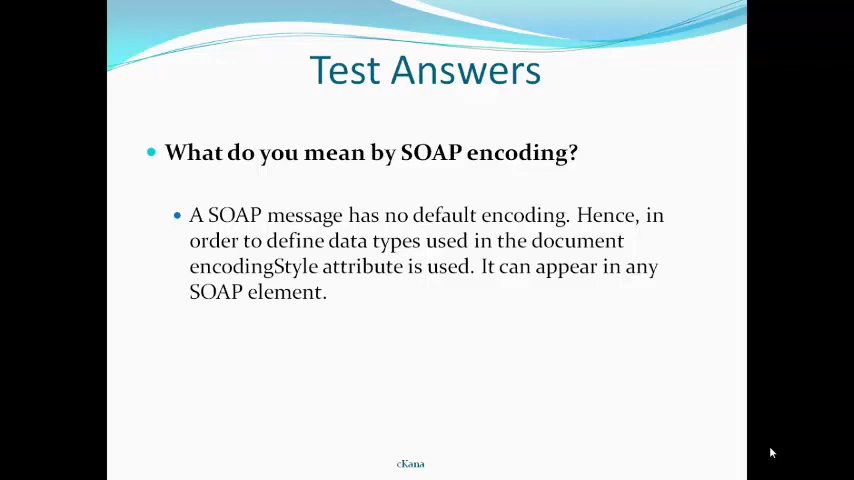 Test Answers
What do you mean by SOAP encoding?
A SOAP message has no default encoding. Hence, in
order to define data types used in the document
encodingStyle attribute is used. It can appear in any
SOAP element.
cKana